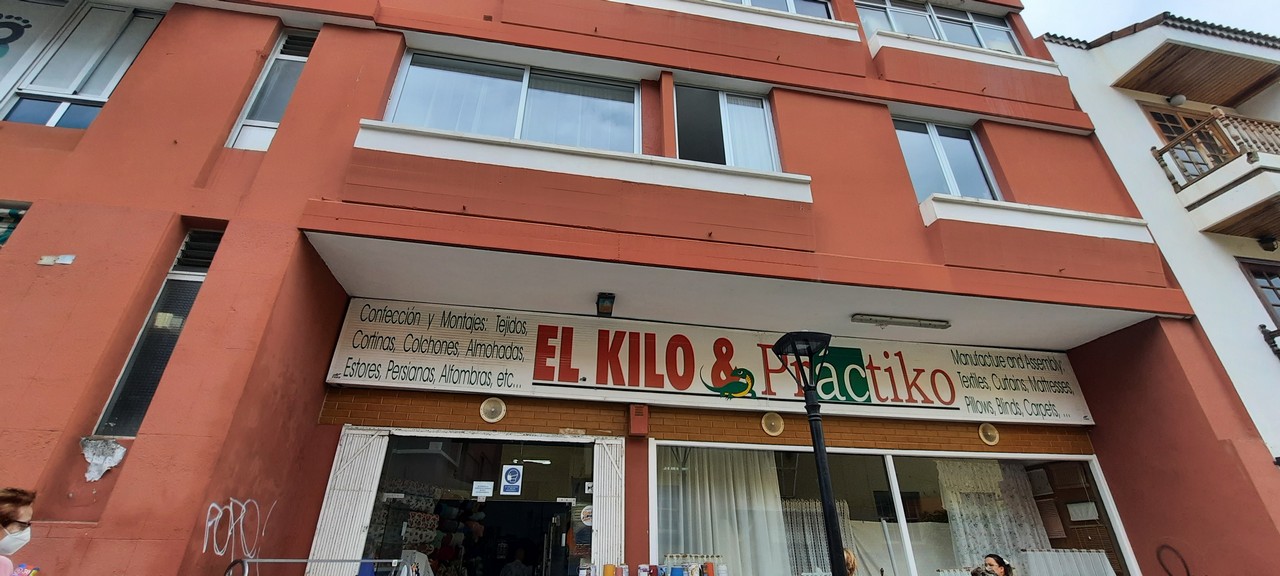 Confección y Montajes: Tejidos,
Cortinas, Colchones, Almohadas,
Estores, Persianas, Alfombras, etc...
EL KILO & Práctiko
Manufacture and Assembly
Textiles, Curtains, Mattresses,
Pillows, Blinds, Carpets, ...